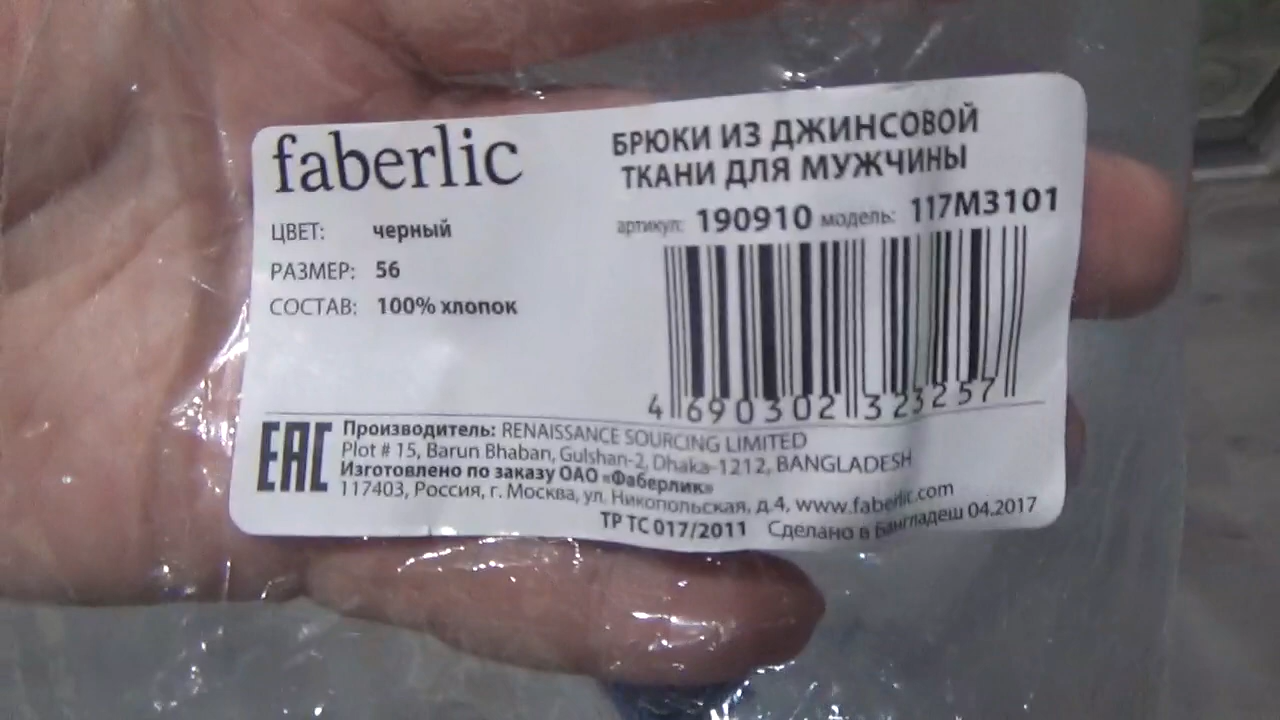 faberlic
БРЮКИ ИЗ ДЖИНСОВОЙ
ТКАНИ ДЛЯ МУЖЧИНЫ
артикул: 190910 модель: 117M3101
ЦВЕТ: черный
РАЗМЕР: 56
СОСТАВ: 100% хлопок
4 690302 323257
EAC
Производитель: RENAISSANCE SOURCING LIMITED
Plot # 15, Barun Bhaban, Gulshan-2, Dhaka-1212, BANGLADESH
Изготовлено по заказу ОАО «Фаберлик»
117403, Россия, г. Москва, ул. Никопольская, д.4, www.faberlic.com
ТР ТС 017/2011 Сделано в Бангладеш 04.2017